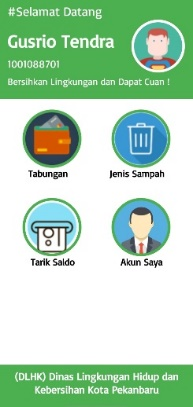 #Selamat Datang
Gusrio Tendra
1001088701
Bersihkan Lingkungan dan Dapat Cuan !
Tabungan
Jenis Sampah
Tarik Saldo
Akun Saya
(DLHK) Dinas Lingkungan Hidup dan
Kebersihan Kota Pekanbaru